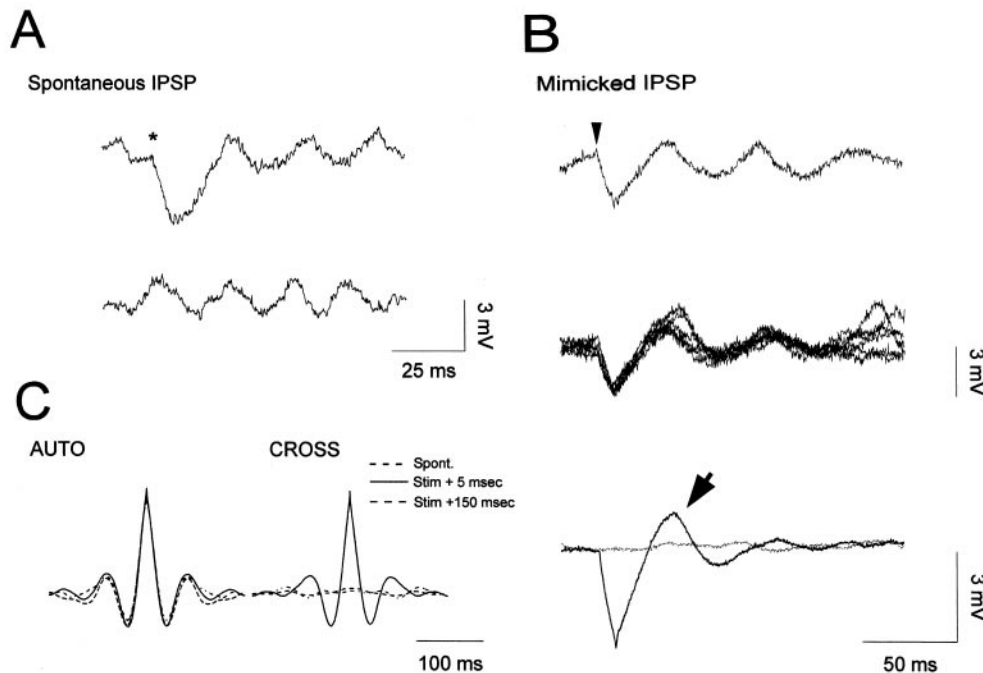 A
Spontaneous IPSP
*
3 mV
25 ms
B
Mimicked IPSP
3 mV
3 mV
50 ms
C
AUTO
CROSS
Spont.
Stim + 5 msec
Stim +150 msec
100 ms